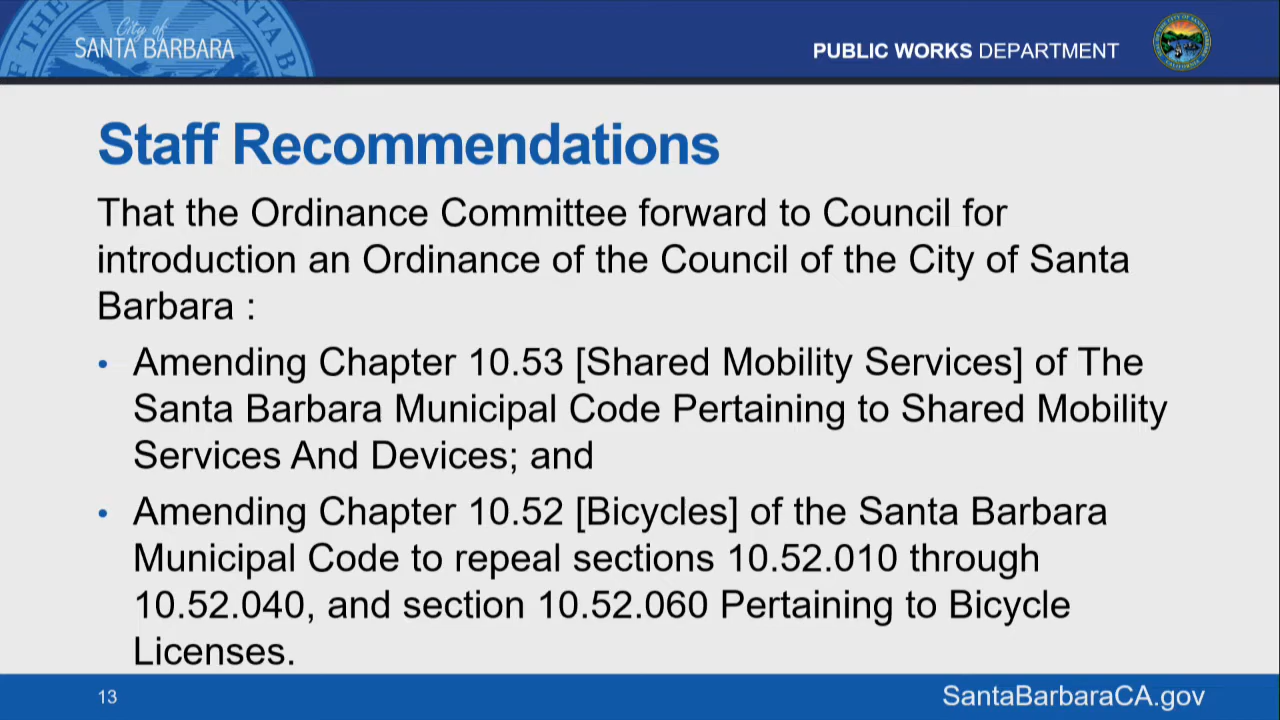 City of
SANTA BARBARA
PUBLIC WORKS DEPARTMENT
Staff Recommendations
That the Ordinance Committee forward to Council for
introduction an Ordinance of the Council of the City of Santa
Barbara :
• Amending Chapter 10.53 [Shared Mobility Services] of The
Santa Barbara Municipal Code Pertaining to Shared Mobility
Services And Devices; and
• Amending Chapter 10.52 [Bicycles] of the Santa Barbara
Municipal Code to repeal sections 10.52.010 through
10.52.040, and section 10.52.060 Pertaining to Bicycle
Licenses.
13
SantaBarbaraCA.gov